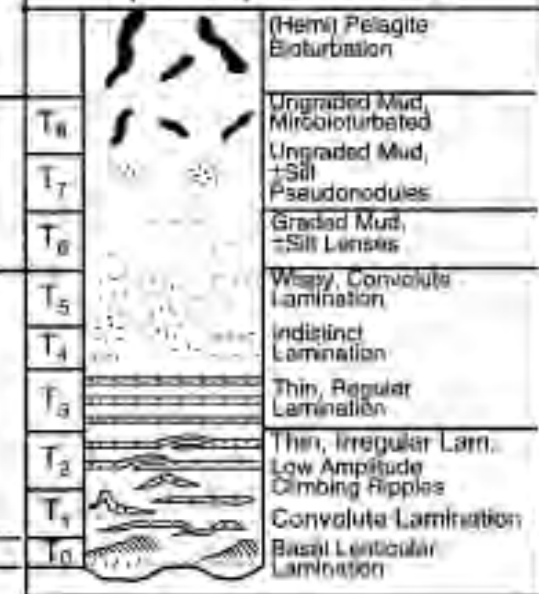 (Hemi) Pelagite
Bioturbation
T8
Ungraded Mud,
Mircobioturbated
T7
Ungraded Mud,
±Silt
Pseudonodules
T6
Graded Mud,
±Silt Lenses
T5
Wispy, Convolute
Lamination
T4
Indistinct
Lamination
T3
Thin, Regular
Lamination
T2
Thin, Irregular Lam.
Low Amplitude
Climbing Ripples
T1
Convolute Lamination
T0
Basal Lenticular
Lamination